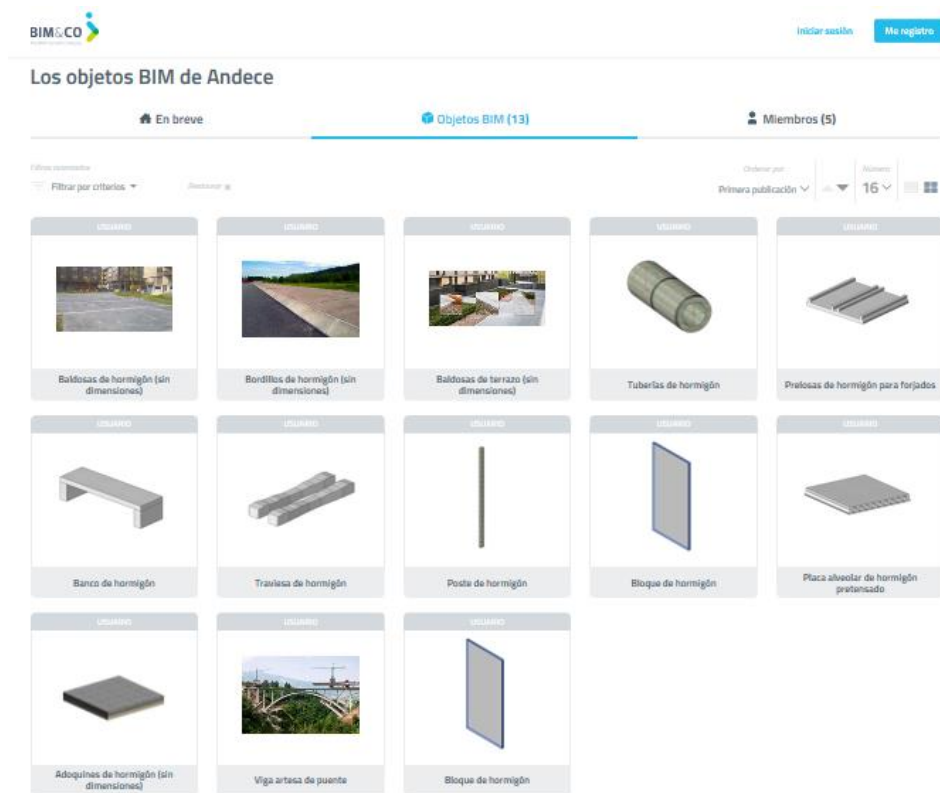 BIM&CO
Iniciar sesión
Me registro
Los objetos BIM de Andece
En breve
Objetos BIM (13)
Miembros (5)
Filtros avanzados
Filtrar por criterios
Ordenar por:
Número:
Primera publicación
16
USUARIO
USUARIO
USUARIO
USUARIO
USUARIO
Baldosas de hormigón (sin
dimensiones)
Bordillos de hormigón (sin
dimensiones)
Baldosas de terrazo (sin
dimensiones)
Tuberías de hormigón
Prelosas de hormigón para forjados
USUARIO
USUARIO
USUARIO
USUARIO
USUARIO
Banco de hormigón
Traviesa de hormigón
Poste de hormigón
Bloque de hormigón
Placa alveolar de hormigón
pretensado
USUARIO
USUARIO
USUARIO
Adoquines de hormigón (sin
dimensiones)
Viga artesa de puente
Bloque de hormigón